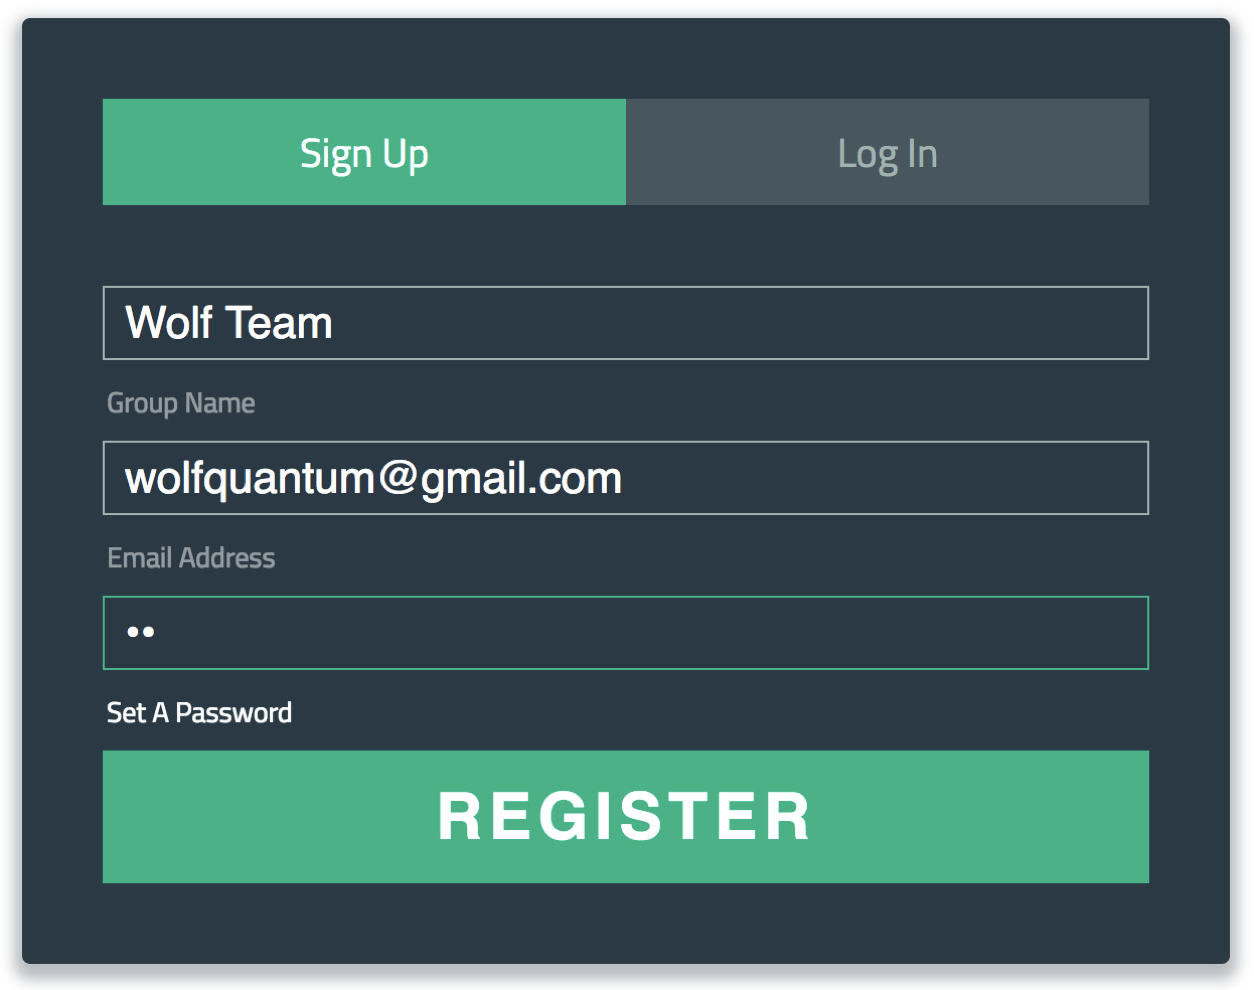 Sign Up
Log In
Wolf Team
Group Name
wolfquantum@gmail.com
Email Address
••
Set A Password
REGISTER